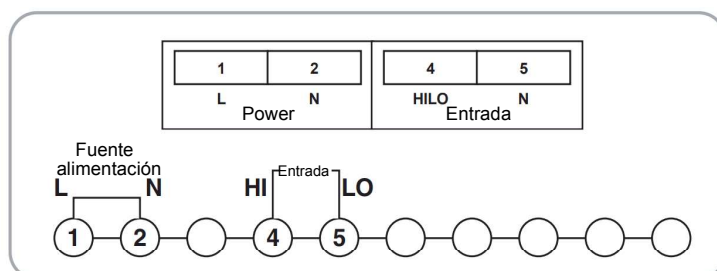 1 2 4 5
L N HILO N
Power Entrada
Fuente
alimentación
L N HI Entrada LO
1 2 4 5